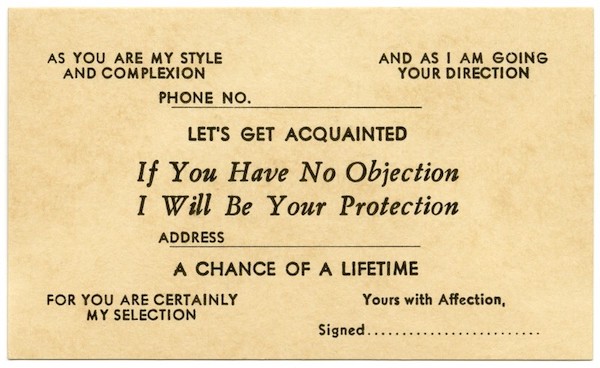 AS YOU ARE MY STYLE
AND COMPLEXION
AND AS I AM GOING
YOUR DIRECTION
PHONE NO.
LET'S GET ACQUAINTED
If You Have No Objection
I Will Be Your Protection
ADDRESS
A CHANCE OF A LIFETIME
FOR YOU ARE CERTAINLY
MY SELECTION
Yours with Affection,
Signed..........................